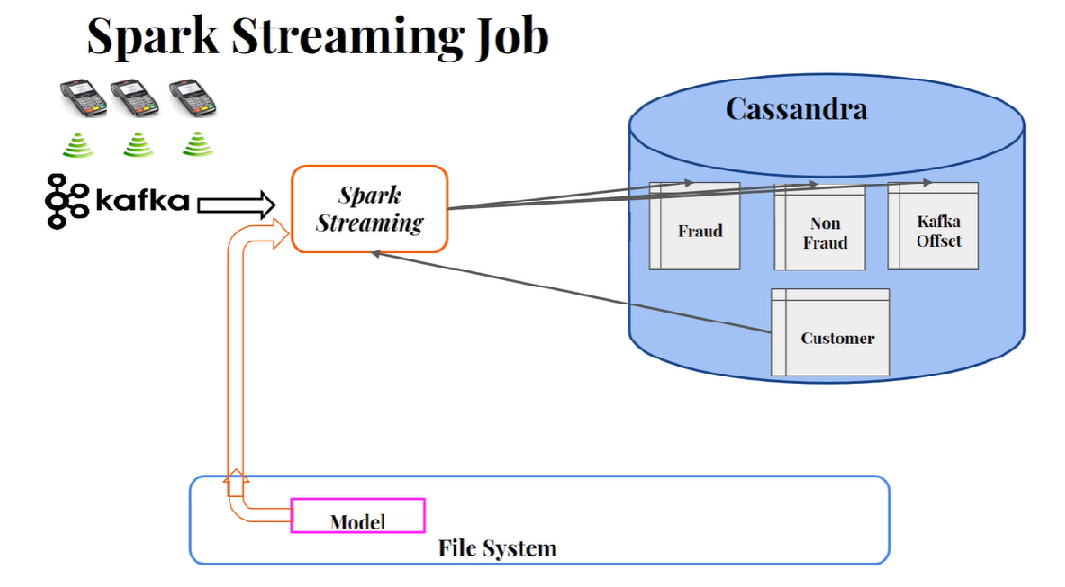 Spark Streaming Job
Cassandra
kafka
Spark
Streaming
Fraud
Non
Fraud
Kafka
Offset
Customer
Model
File System